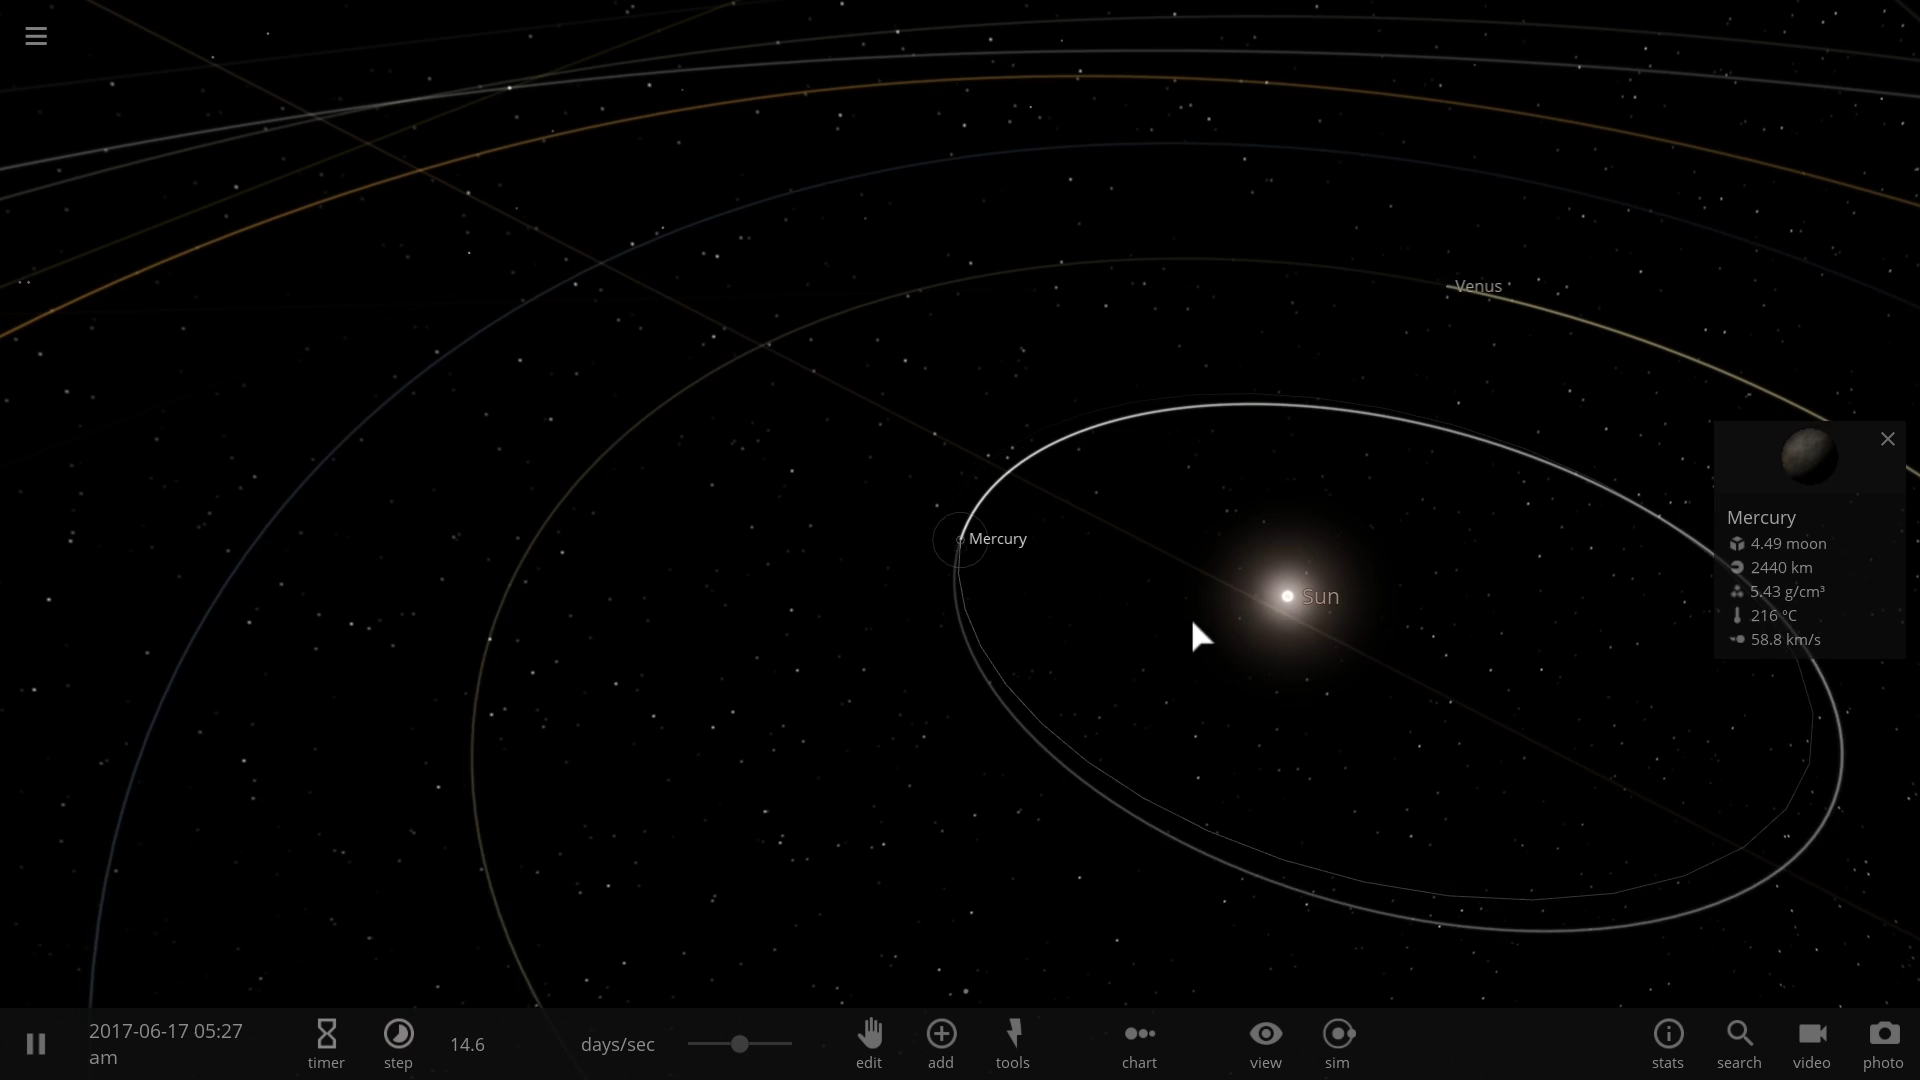 Venus
Mercury
Sun
Mercury
4.49 moon
2440 km
5.43 g/cm³
216 °C
58.8 km/s
2017-06-17 05:27
am
timer
step
14.6
days/sec
edit
add
tools
chart
view
sim
stats
search
video
photo